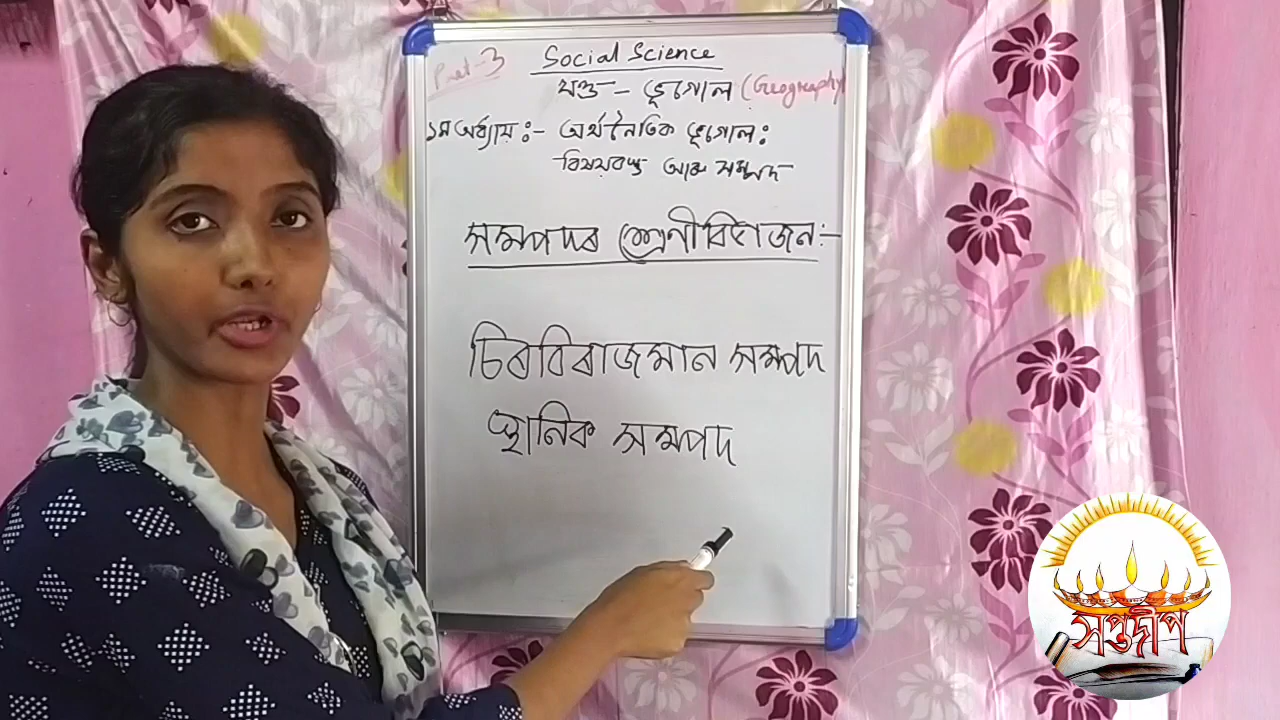 Part-3
Social Science
খণ্ড - ভূগোল (Geography)
১ম অধ্যায় :- অৰ্থনৈতিক ভূগোল :
বিষয়বস্তু আৰু সম্পদ
সম্পদৰ শ্ৰেণীবিভাজন :-
চিৰবিৰাজমান সম্পদ
স্থানিক সম্পদ
সপ্তদ্বীপ